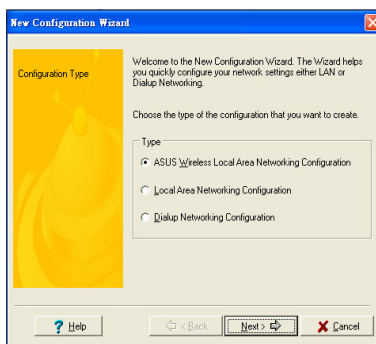 New Configuration Wizard
Configuration Type
Welcome to the New Configuration Wizard. The Wizard helps
you quickly configure your network settings either LAN or
Dialup Networking.
Choose the type of the configuration that you want to create.
Type
ASUS Wireless Local Area Networking Configuration
Local Area Networking Configuration
Dialup Networking Configuration
? Help
< Back
Next >
Cancel